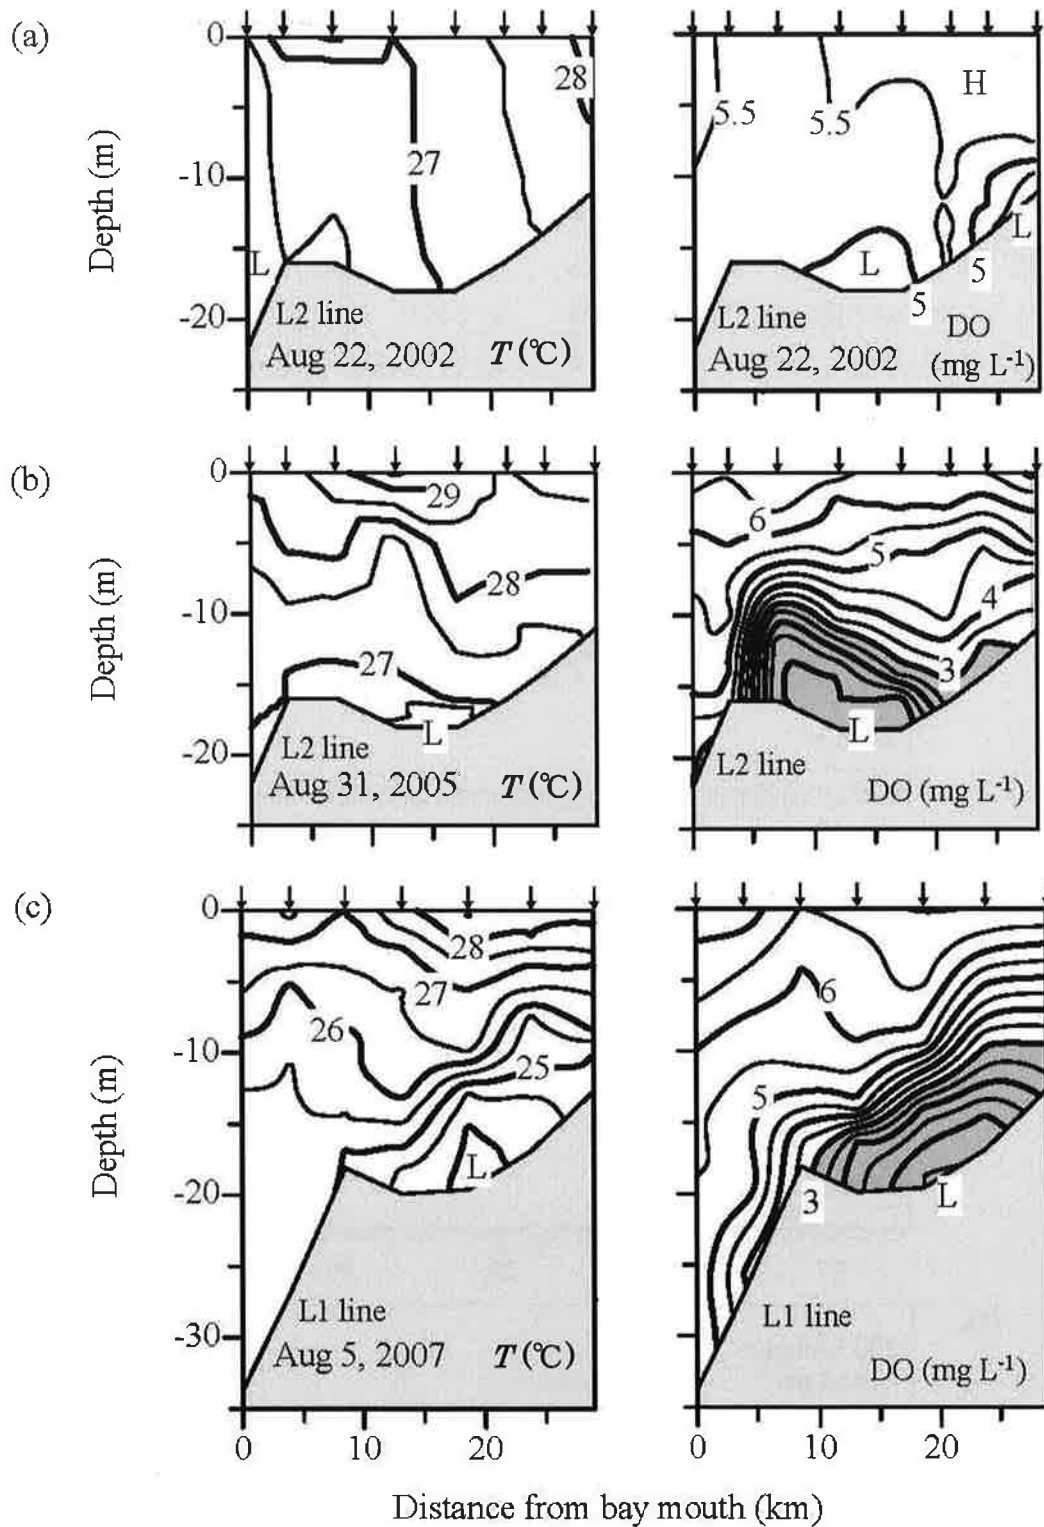 (a)
Depth (m)
0
-10
-20
28
27
L
L2 line
Aug 22, 2002 T (℃)
H
5.5
5.5
L
L
5
5
L2 line
Aug 22, 2002
DO
(mg L⁻¹)
(b)
Depth (m)
0
-10
-20
29
28
27
L
L2 line
Aug 31, 2005 T (℃)
6
5
4
3
L
L2 line
DO (mg L⁻¹)
(c)
Depth (m)
0
-10
-20
-30
28
27
26
25
L
L1 line
Aug 5, 2007 T (℃)
0 10 20
6
5
3
L
L1 line
DO (mg L⁻¹)
0 10 20
Distance from bay mouth (km)